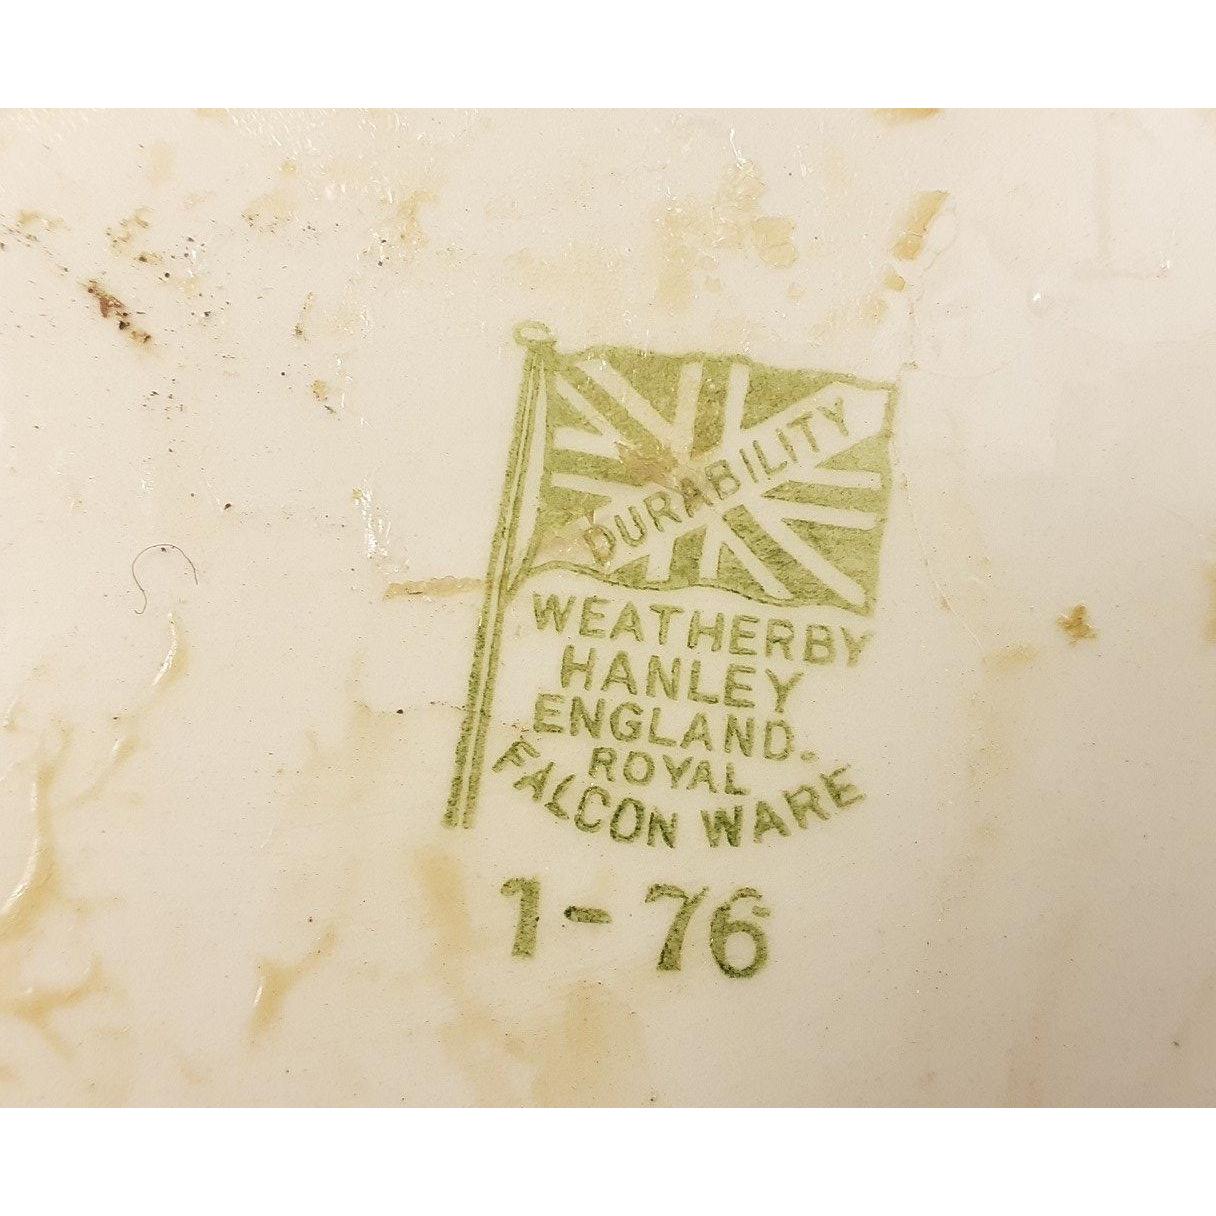 DURABILITY
WEATHERBY
HANLEY
ENGLAND.
ROYAL
FALCON WARE
1-76